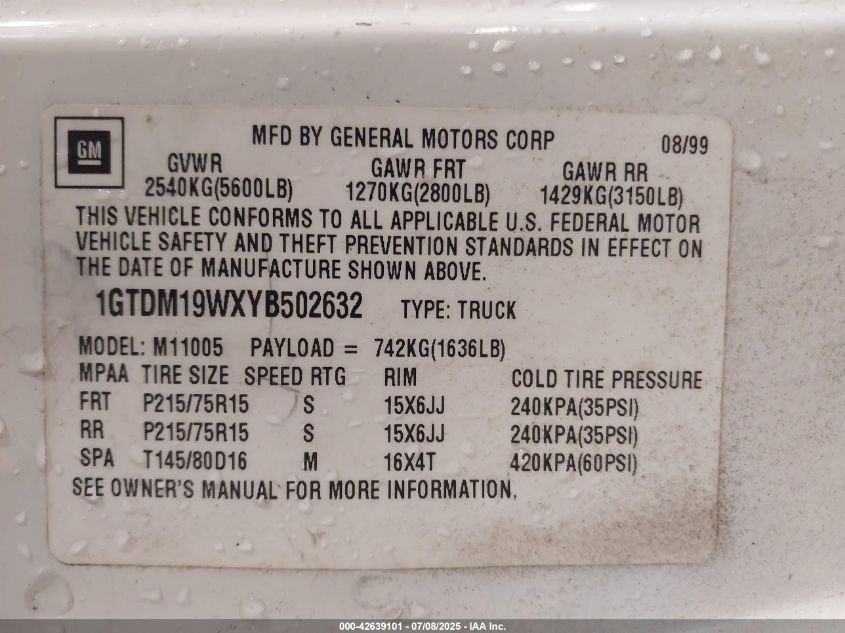 GM
MFD BY GENERAL MOTORS CORP 08/99
GVWR GAWR FRT GAWR RR
2540KG(5600LB) 1270KG(2800LB) 1429KG(3150LB)
THIS VEHICLE CONFORMS TO ALL APPLICABLE U.S. FEDERAL MOTOR
VEHICLE SAFETY AND THEFT PREVENTION STANDARDS IN EFFECT ON
THE DATE OF MANUFACTURE SHOWN ABOVE.
1GTDM19WXYB502632 TYPE: TRUCK
MODEL: M11005 PAYLOAD = 742KG(1636LB)
MPAA TIRE SIZE SPEED RTG RIM COLD TIRE PRESSURE
FRT P215/75R15 S 15X6JJ 240KPA(35PSI)
RR P215/75R15 S 15X6JJ 240KPA(35PSI)
SPA T145/80D16 M 16X4T 420KPA(60PSI)
SEE OWNER'S MANUAL FOR MORE INFORMATION.
000-42639101 - 07/08/2025 - IAA Inc.